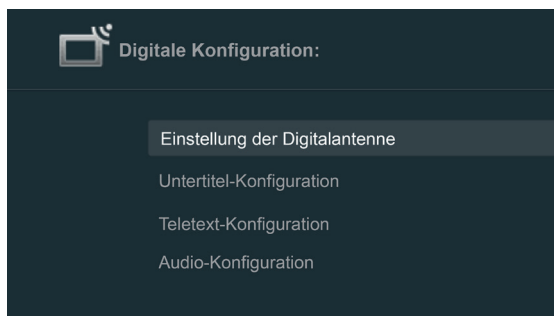 Digitale Konfiguration:
Einstellung der Digitalantenne
Untertitel-Konfiguration
Teletext-Konfiguration
Audio-Konfiguration